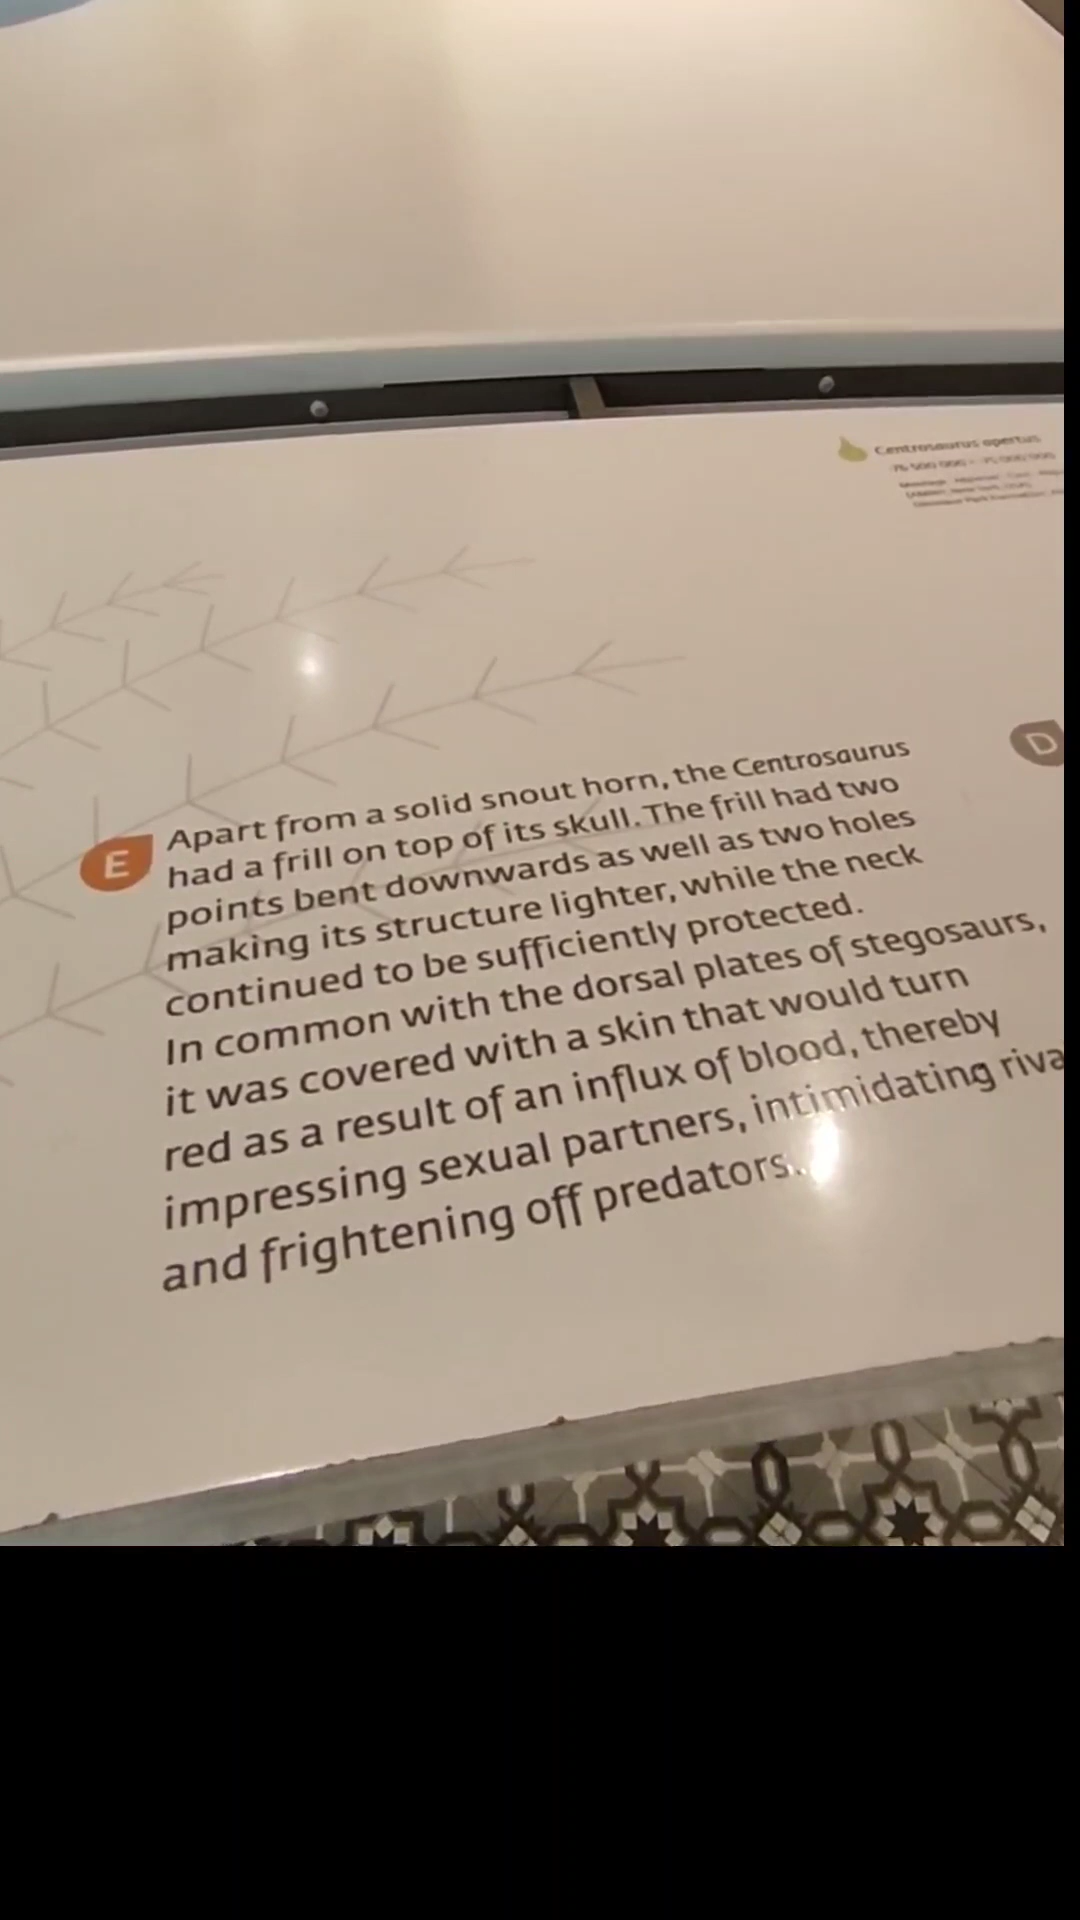 Centrosaurus apertus
E
Apart from a solid snout horn, the Centrosaurus
had a frill on top of its skull. The frill had two
points bent downwards as well as two holes
making its structure lighter, while the neck
continued to be sufficiently protected.
In common with the dorsal plates of stegosaurs,
it was covered with a skin that would turn
red as a result of an influx of blood, thereby
impressing sexual partners, intimidating riva
and frightening off predators.
D